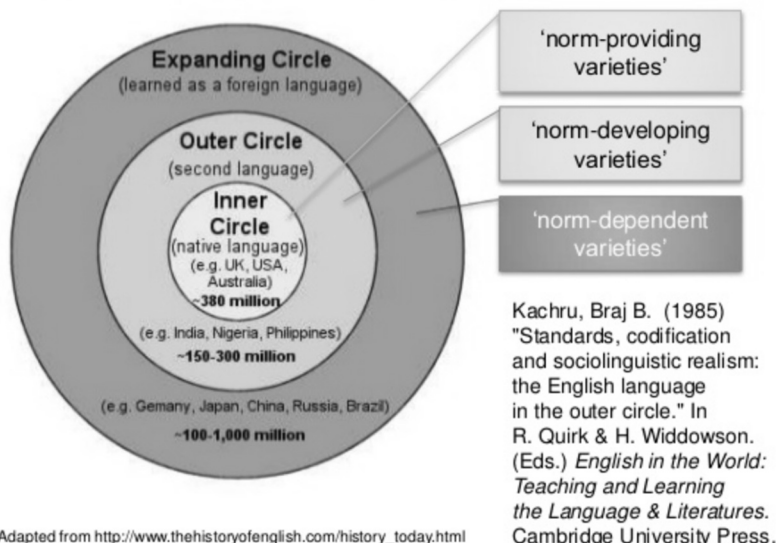 Expanding Circle
(learned as a foreign language)
Outer Circle
(second language)
Inner
Circle
(native language)
(e.g. UK, USA,
Australia)
~380 million
(e.g. India, Nigeria, Philippines)
~150-300 million
(e.g. Gemany, Japan, China, Russia, Brazil)
~100-1,000 million
‘norm-providing
varieties’
‘norm-developing
varieties’
‘norm-dependent
varieties’
Kachru, Braj B. (1985)
"Standards, codification
and sociolinguistic realism:
the English language
in the outer circle." In
R. Quirk & H. Widdowson.
(Eds.) English in the World:
Teaching and Learning
the Language & Literatures.
Cambridge University Press.
Adapted from http://www.thehistoryofenglish.com/history_today.html